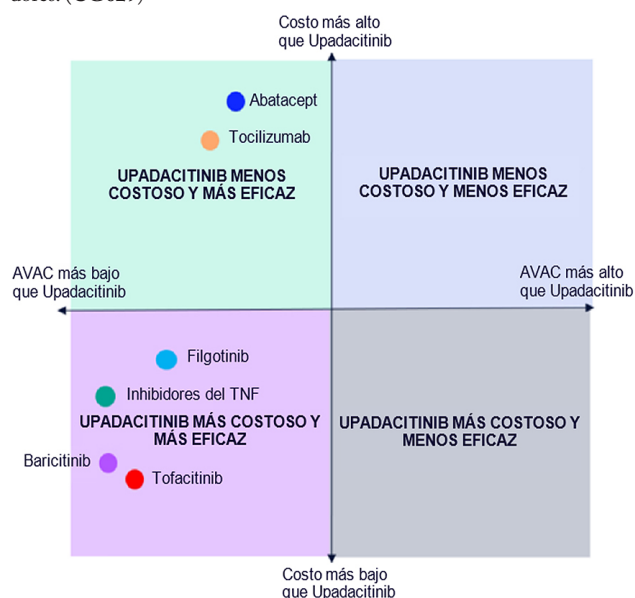 Costo más alto
que Upadacitinib
Abatacept
Tocilizumab
UPADACITINIB MENOS
COSTOSO Y MÁS EFICAZ
UPADACITINIB MENOS
COSTOSO Y MENOS EFICAZ
AVAC más bajo
que Upadacitinib
AVAC más alto
que Upadacitinib
Filgotinib
Inhibidores del TNF
UPADACITINIB MÁS COSTOSO Y
MÁS EFICAZ
UPADACITINIB MÁS COSTOSO Y
MENOS EFICAZ
Baricitinib
Tofacitinib
Costo más bajo
que Upadacitinib